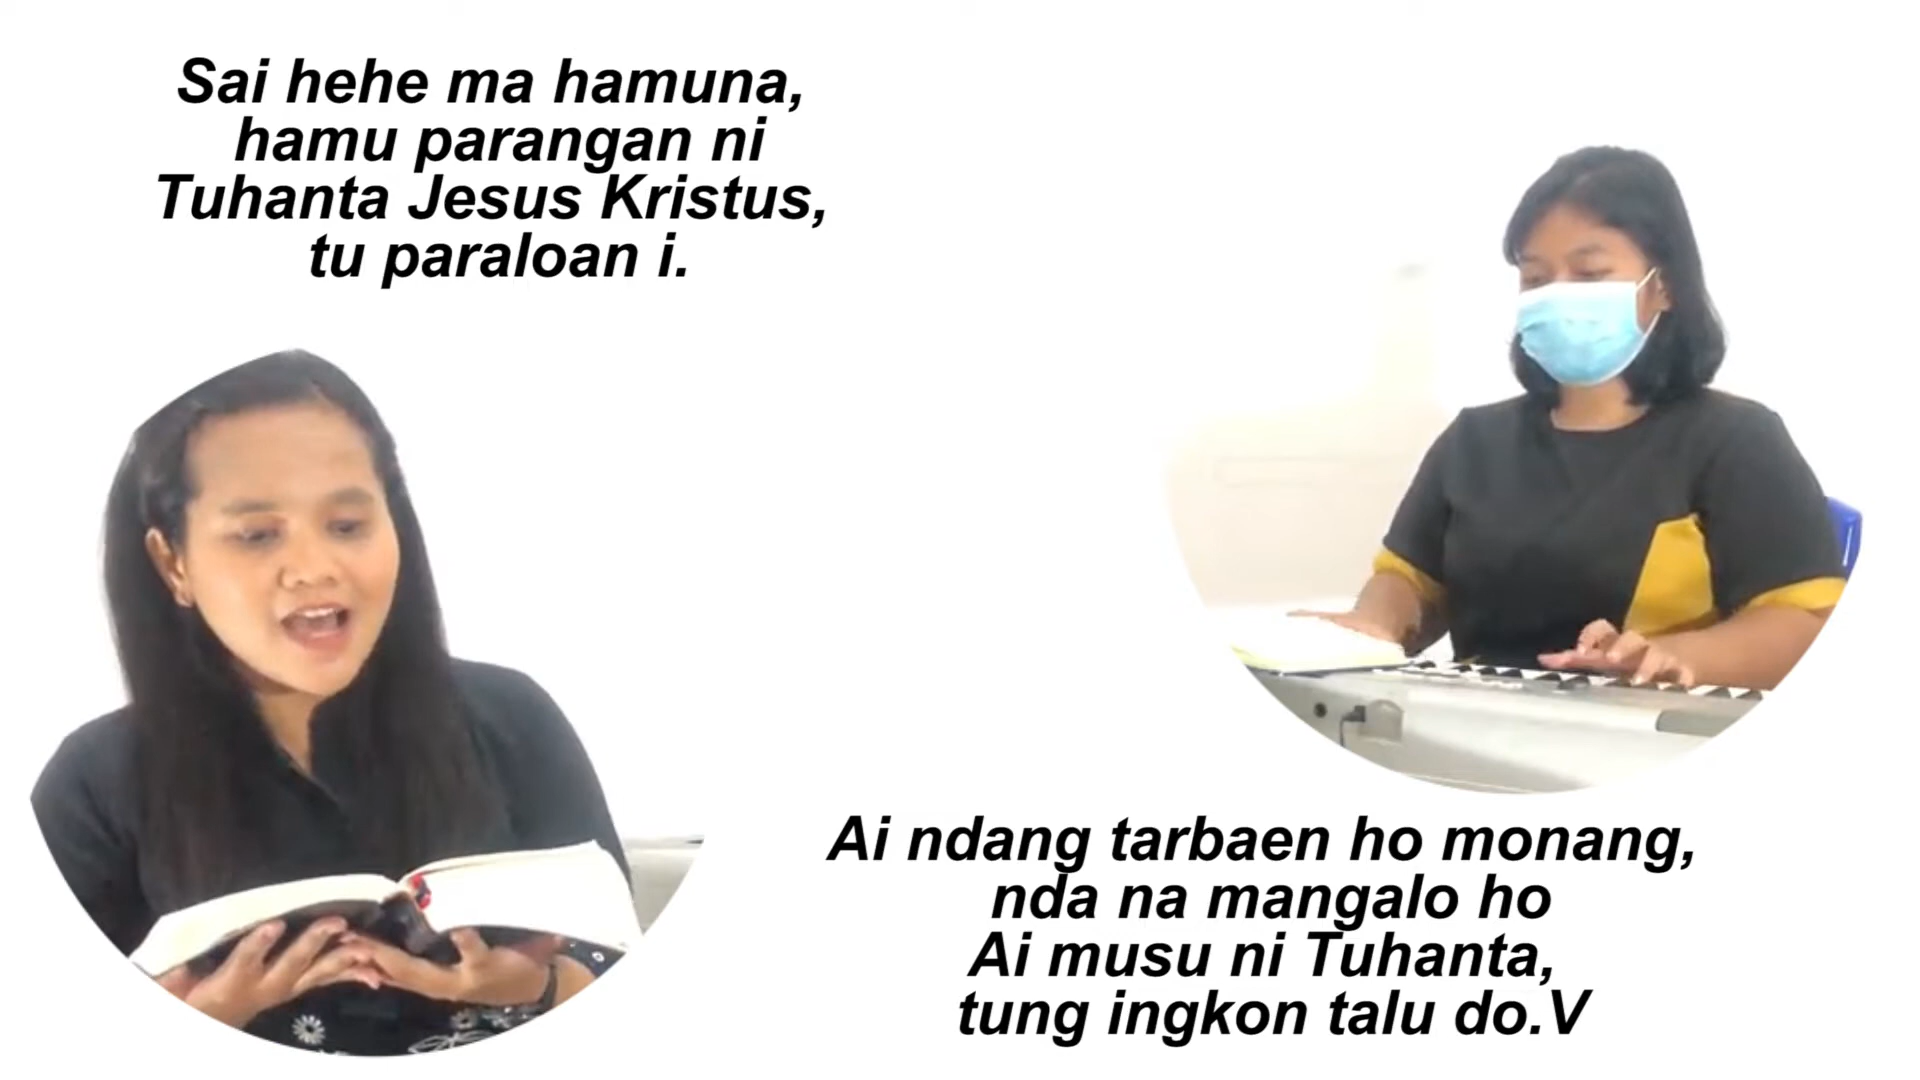 Sai hehe ma hamuna,
hamu parangan ni
Tuhanta Jesus Kristus,
tu paraloan i.
Ai ndang tarbaen ho monang,
nda na mangalo ho
Ai musu ni Tuhanta,
tung ingkon talu do.V